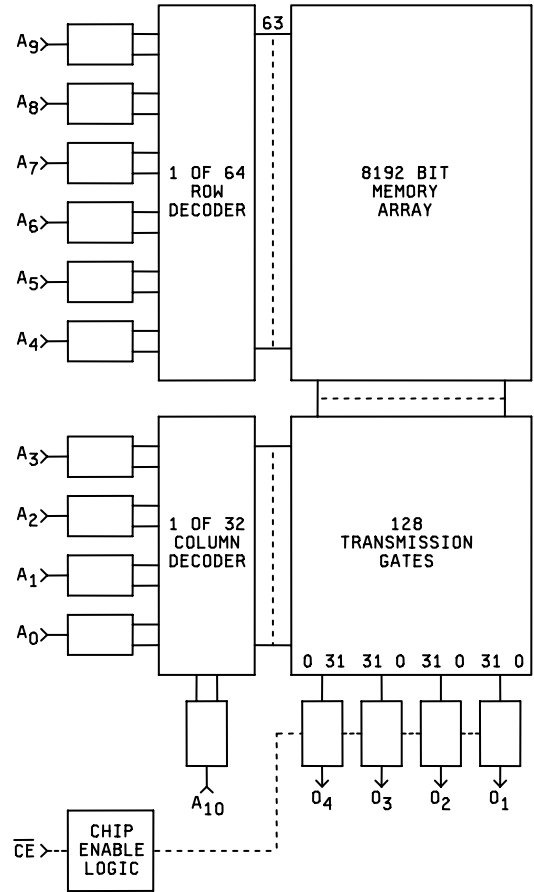 63
A9
A8
A7
A6
A5
A4
1 OF 64
ROW
DECODER
8192 BIT
MEMORY
ARRAY
A3
A2
A1
A0
1 OF 32
COLUMN
DECODER
128
TRANSMISSION
GATES
0 31 31 0 31 0 31 0
A10
O4 O3 O2 O1
CE
CHIP
ENABLE
LOGIC